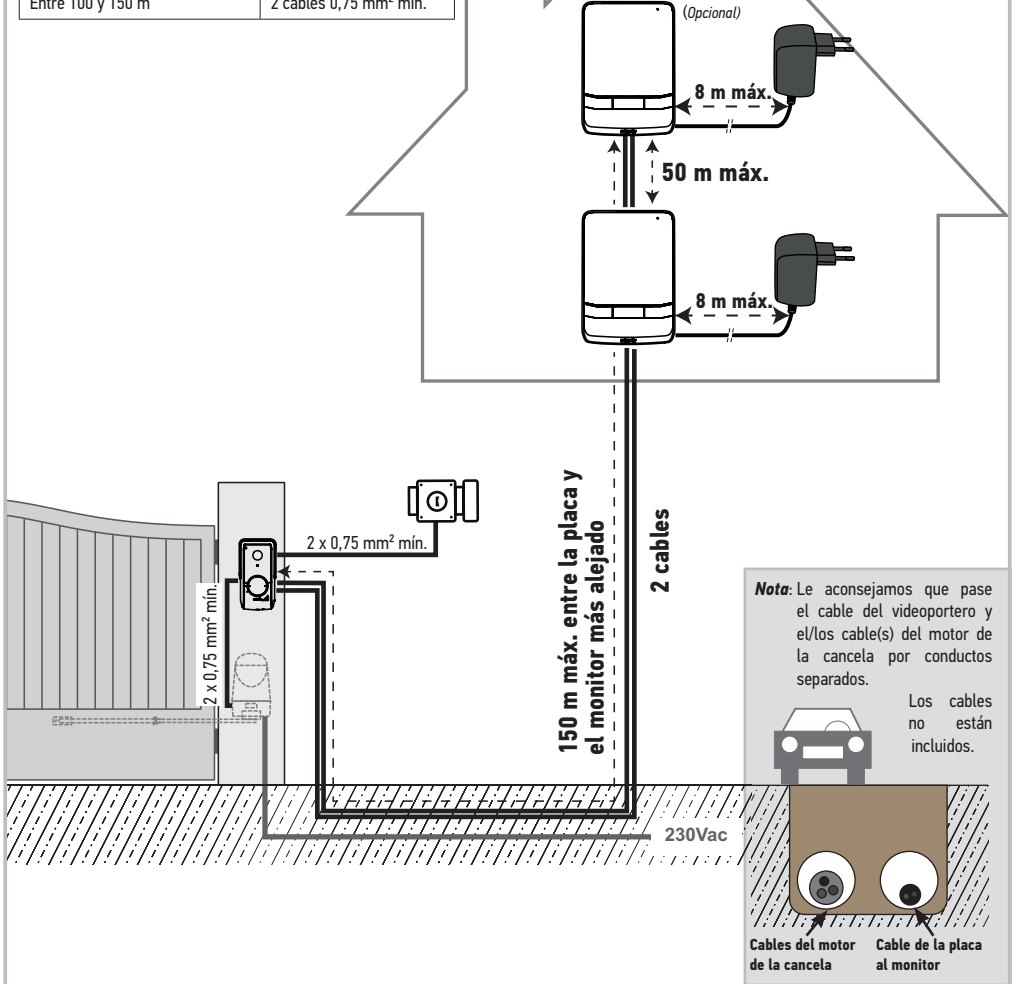 Entre 100 y 150 m
2 cables 0,75 mm² mín.
(Opcional)
8 m máx.
50 m máx.
8 m máx.
2 x 0,75 mm² mín.
2 x 0,75 mm² mín.
150 m máx. entre la placa y
el monitor más alejado
2 cables
230Vac
Nota: Le aconsejamos que pase
el cable del videoportero y
el/los cable(s) del motor de
la cancela por conductos
separados.
Los cables
no están
incluidos.
Cables del motor
de la cancela
Cable de la placa
al monitor